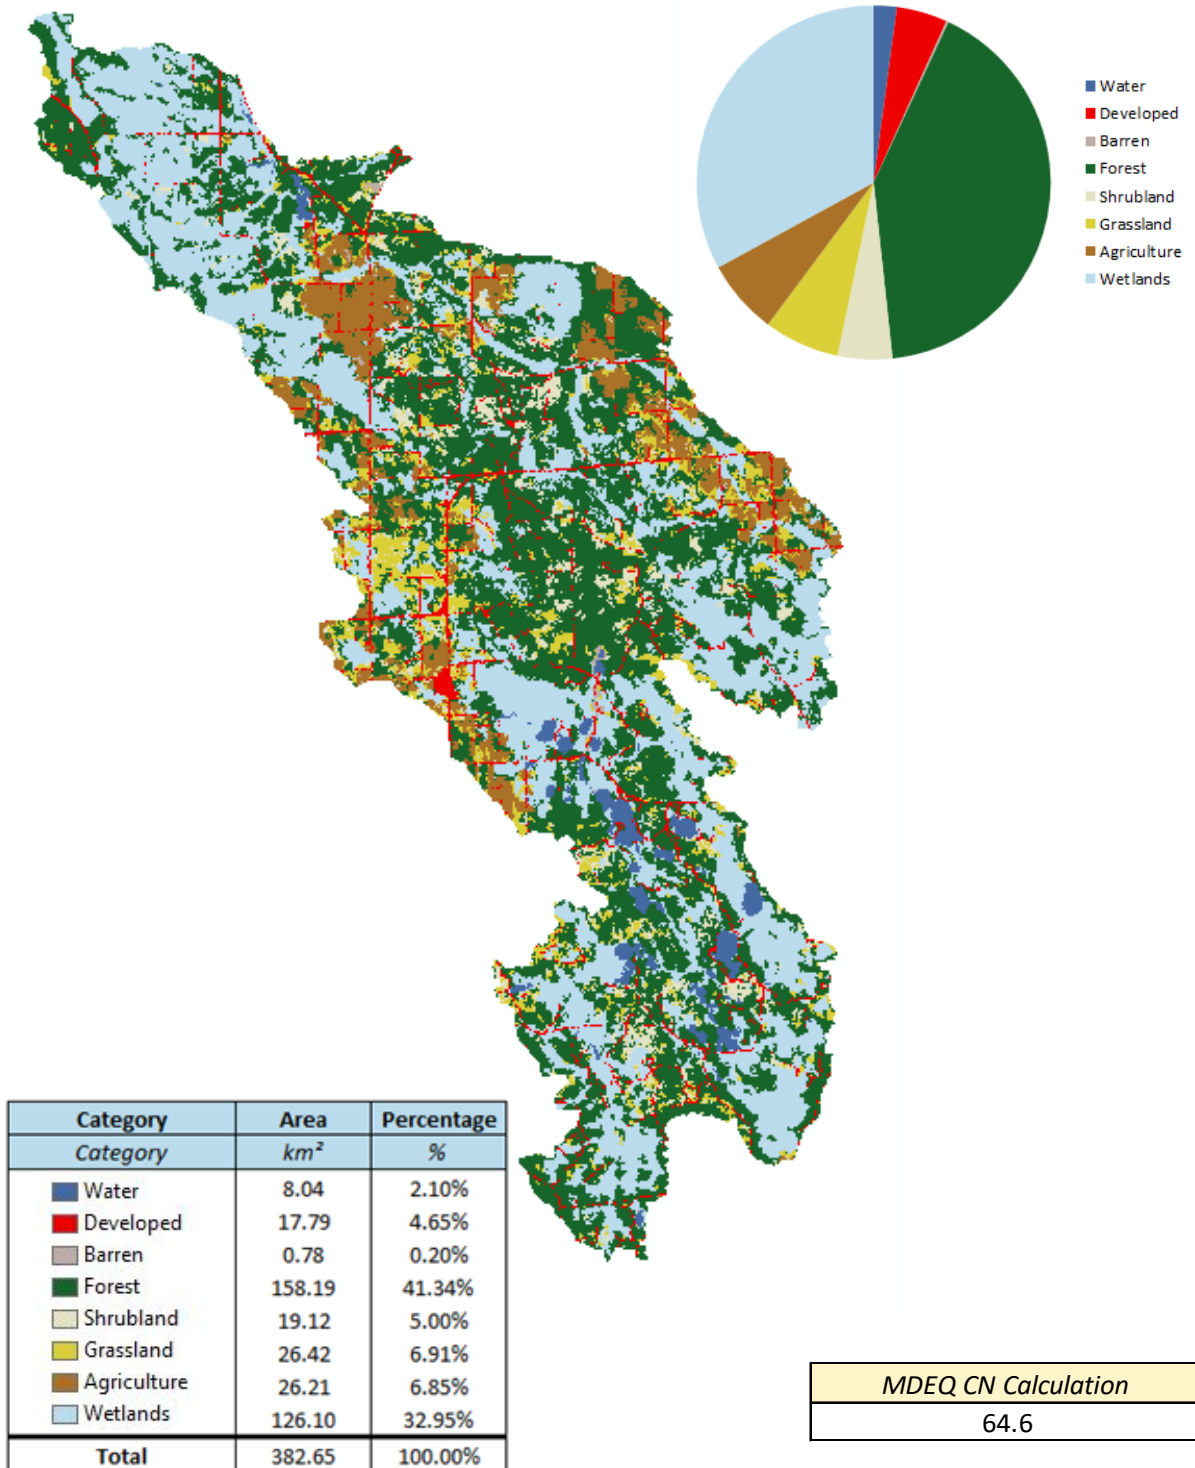 Water
Developed
Barren
Forest
Shrubland
Grassland
Agriculture
Wetlands
Category Area Percentage
Category km² %
Water 8.04 2.10%
Developed 17.79 4.65%
Barren 0.78 0.20%
Forest 158.19 41.34%
Shrubland 19.12 5.00%
Grassland 26.42 6.91%
Agriculture 26.21 6.85%
Wetlands 126.10 32.95%
Total 382.65 100.00%
MDEQ CN Calculation
64.6